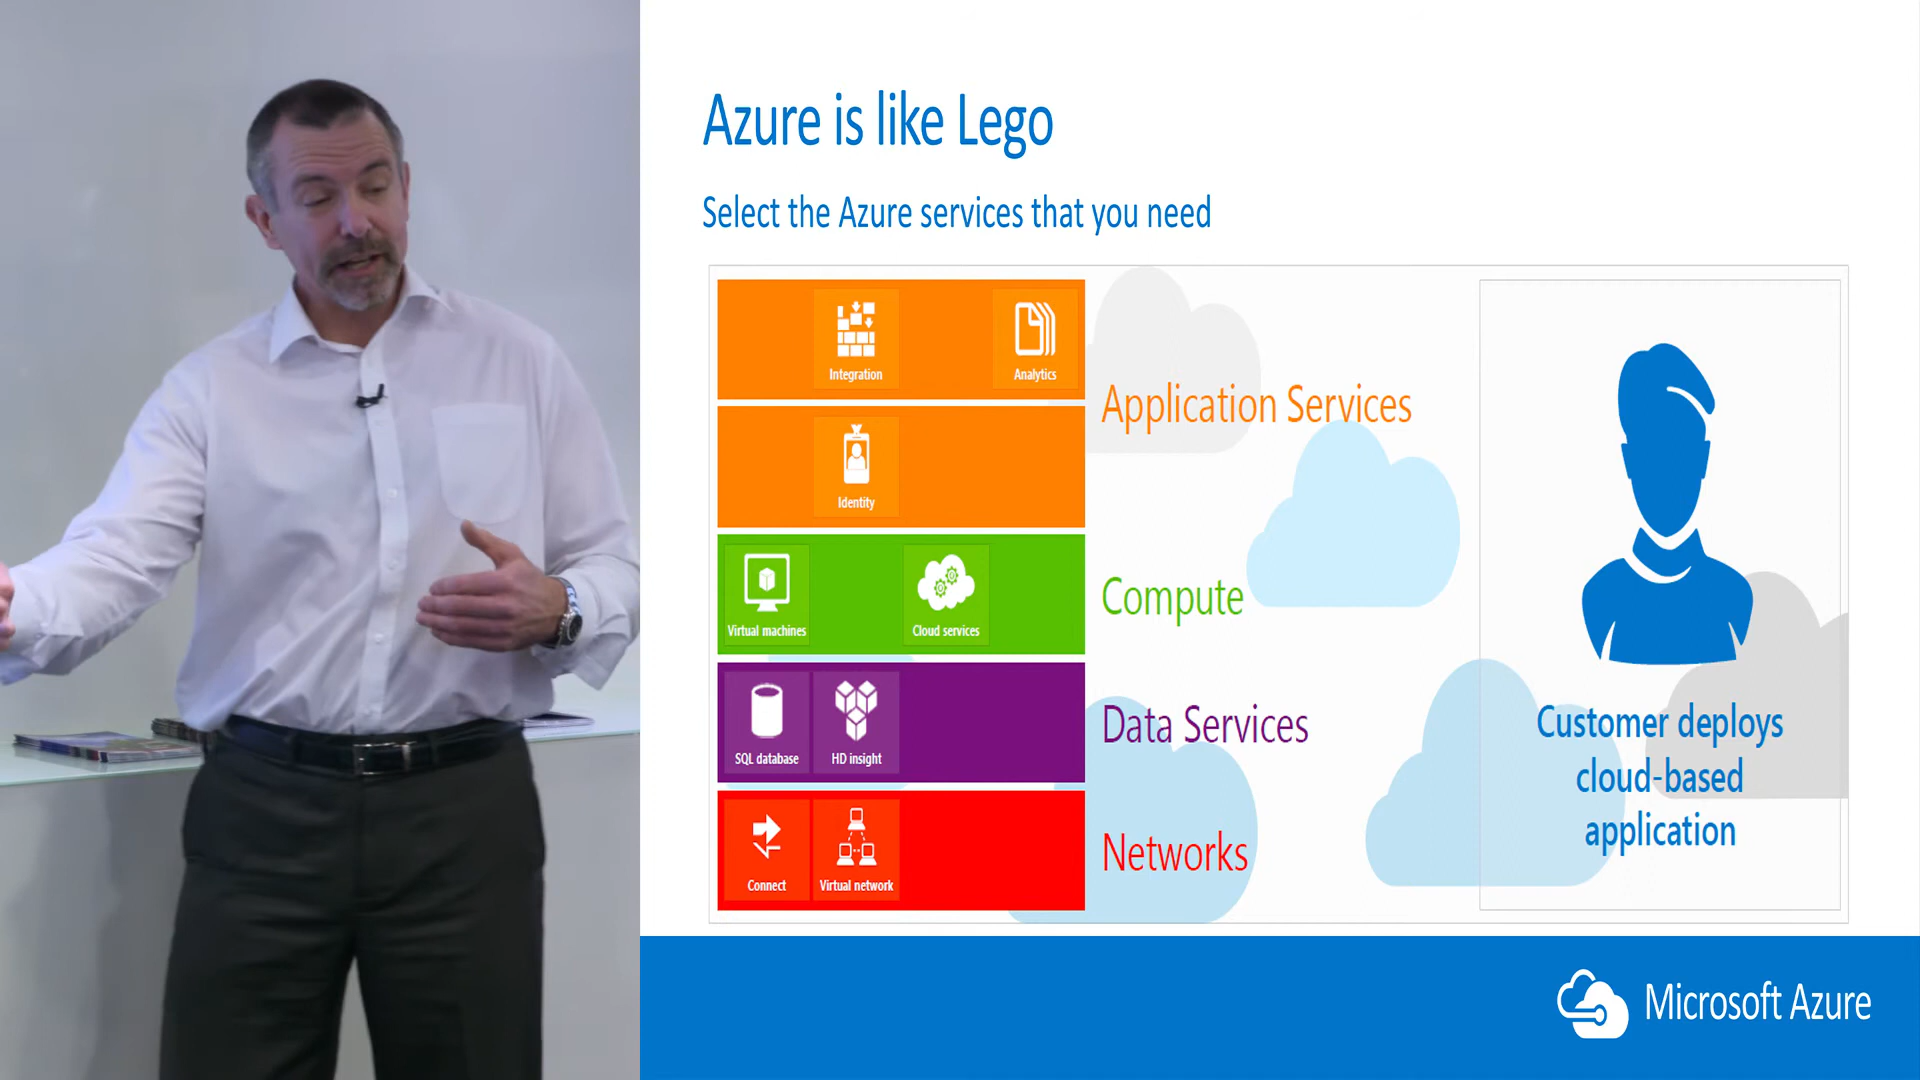 Azure is like Lego
Select the Azure services that you need
Integration
Analytics
Application Services
Identity
Virtual machines
Cloud services
Compute
SQL database
HD insight
Data Services
Connect
Virtual network
Networks
Customer deploys
cloud-based
application
Microsoft Azure